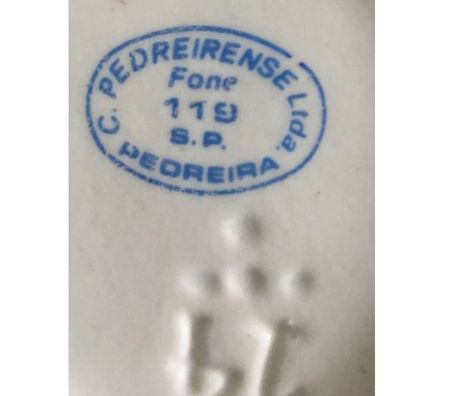 C. PEDREIRENSE Ltda.
Fone
119
S.P.
PEDREIRA